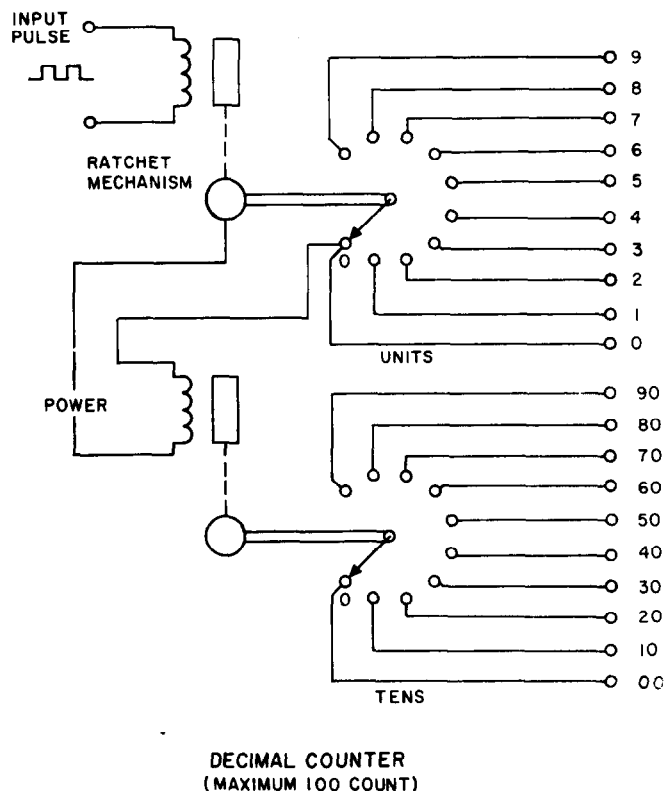 INPUT
PULSE
RATCHET
MECHANISM
9
8
7
6
5
4
3
2
1
0
0
UNITS
POWER
90
80
70
60
50
40
30
20
10
00
0
TENS
DECIMAL COUNTER
(MAXIMUM 100 COUNT)